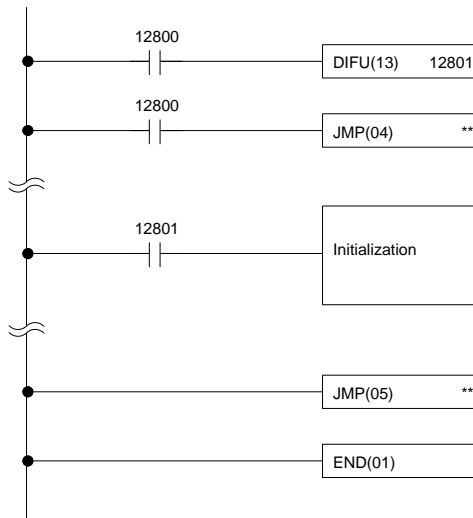 12800
DIFU(13) 12801
12800
JMP(04) **
12801
Initialization
JMP(05) **
END(01)